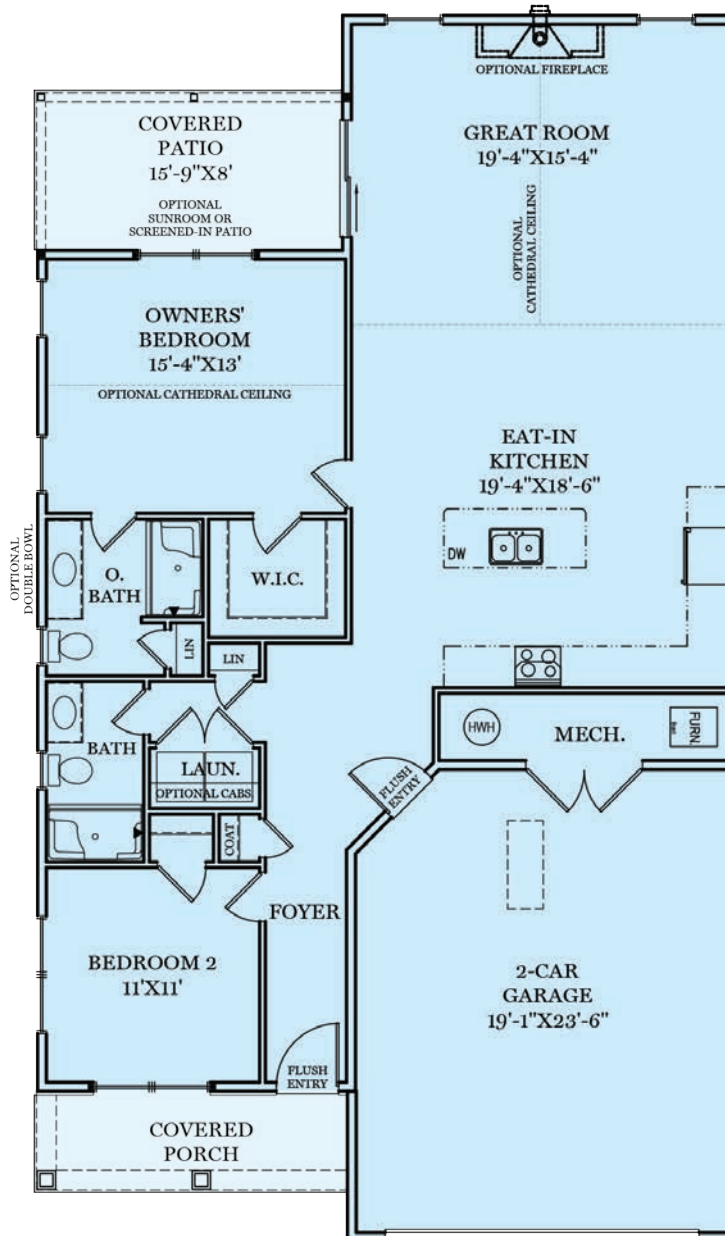 OPTIONAL FIREPLACE
COVERED
PATIO
15'-9"X8'
GREAT ROOM
19'-4"X15'-4"
OPTIONAL
SUNROOM OR
SCREENED-IN PATIO
OPTIONAL
CATHEDRAL CEILING
OWNERS'
BEDROOM
15'-4"X13'
OPTIONAL CATHEDRAL CEILING
EAT-IN
KITCHEN
19'-4"X18'-6"
OPTIONAL
DOUBLE BOWL
DW
O.
BATH
W.I.C.
LIN
LIN
HWH
MECH.
FURN.
BATH
LAUN.
OPTIONAL CABS
FLUSH
ENTRY
COAT
FOYER
BEDROOM 2
11'X11'
2-CAR
GARAGE
19'-1"X23'-6"
FLUSH
ENTRY
COVERED
PORCH